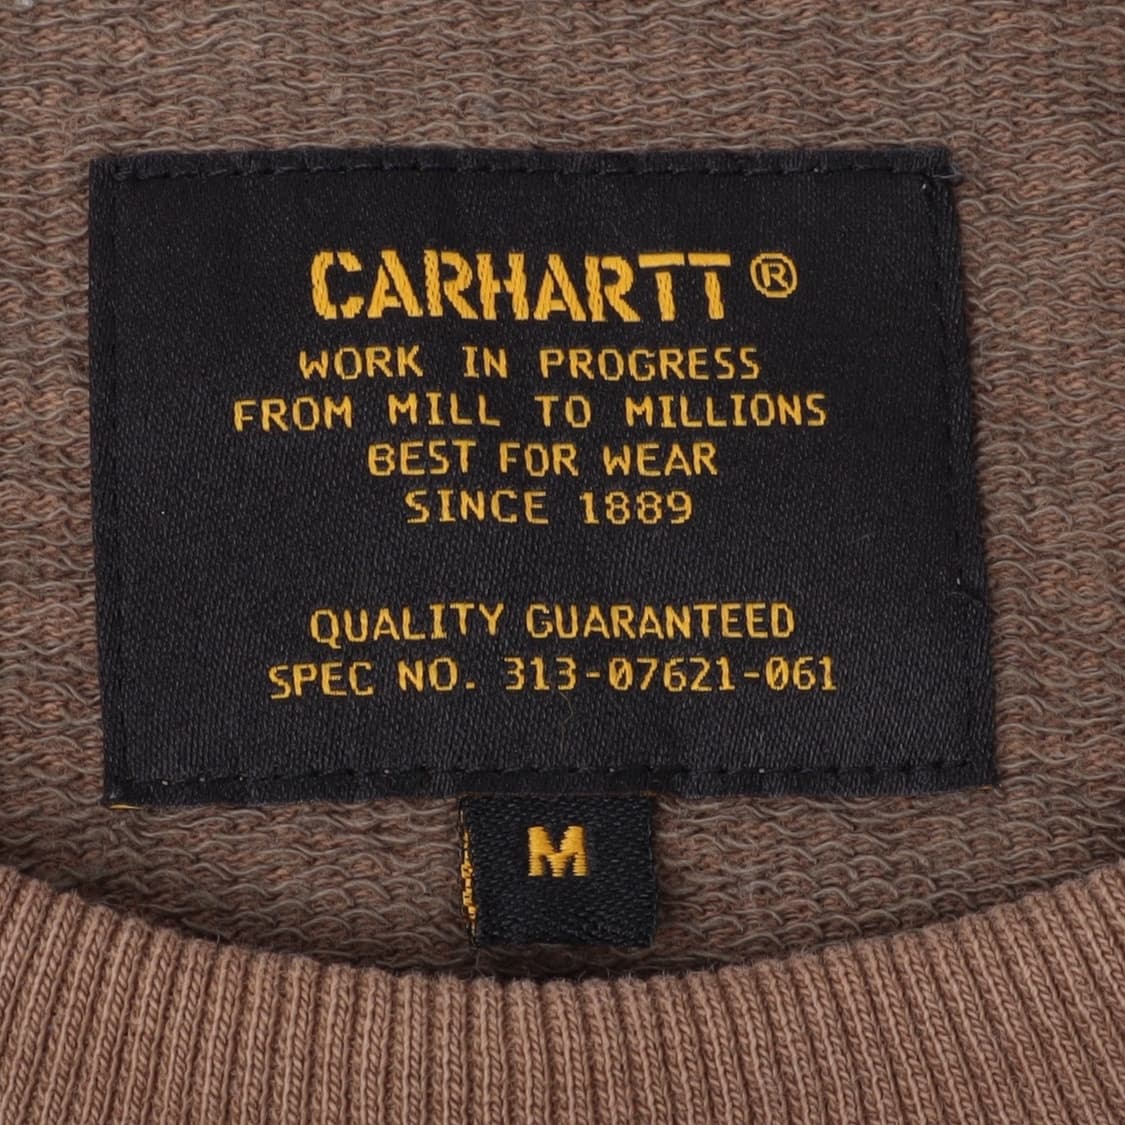 CARHARTT®
WORK IN PROGRESS
FROM MILL TO MILLIONS
BEST FOR WEAR
SINCE 1889
QUALITY GUARANTEED
SPEC NO. 313-07621-061
M